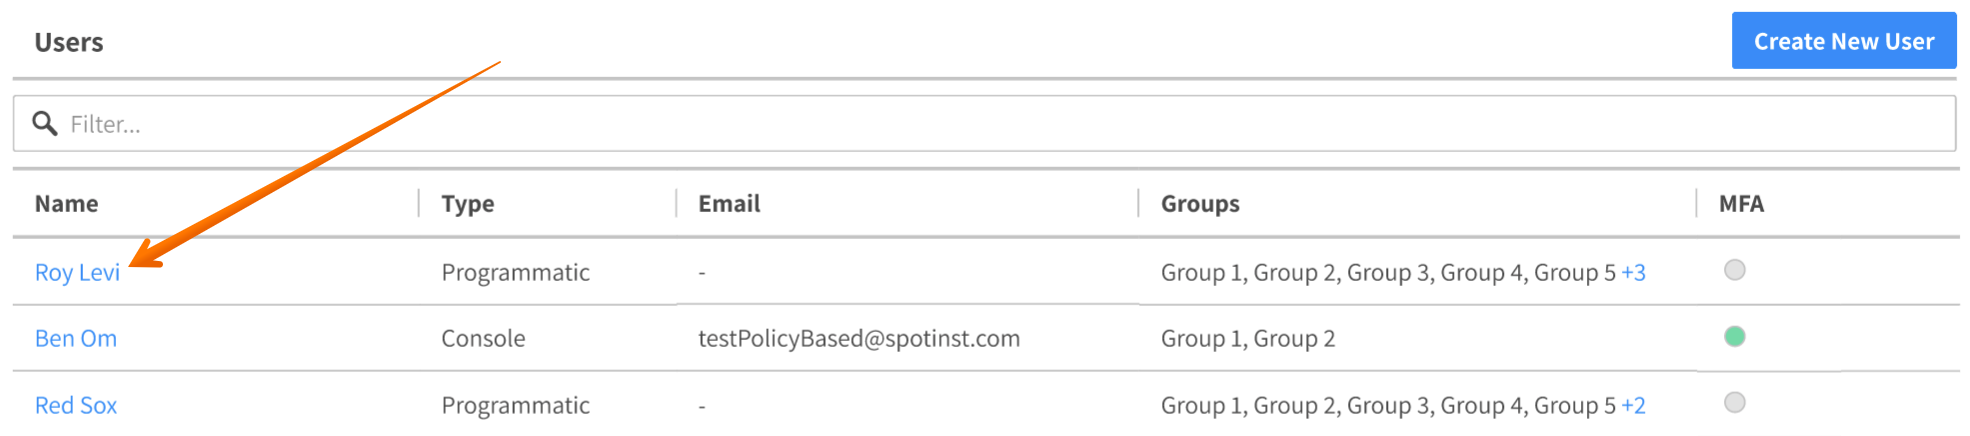 Users
Create New User
Filter...
Name Type Email Groups MFA
Roy Levi Programmatic - Group 1, Group 2, Group 3, Group 4, Group 5 +3
Ben Om Console testPolicyBased@spotinst.com Group 1, Group 2
Red Sox Programmatic - Group 1, Group 2, Group 3, Group 4, Group 5 +2